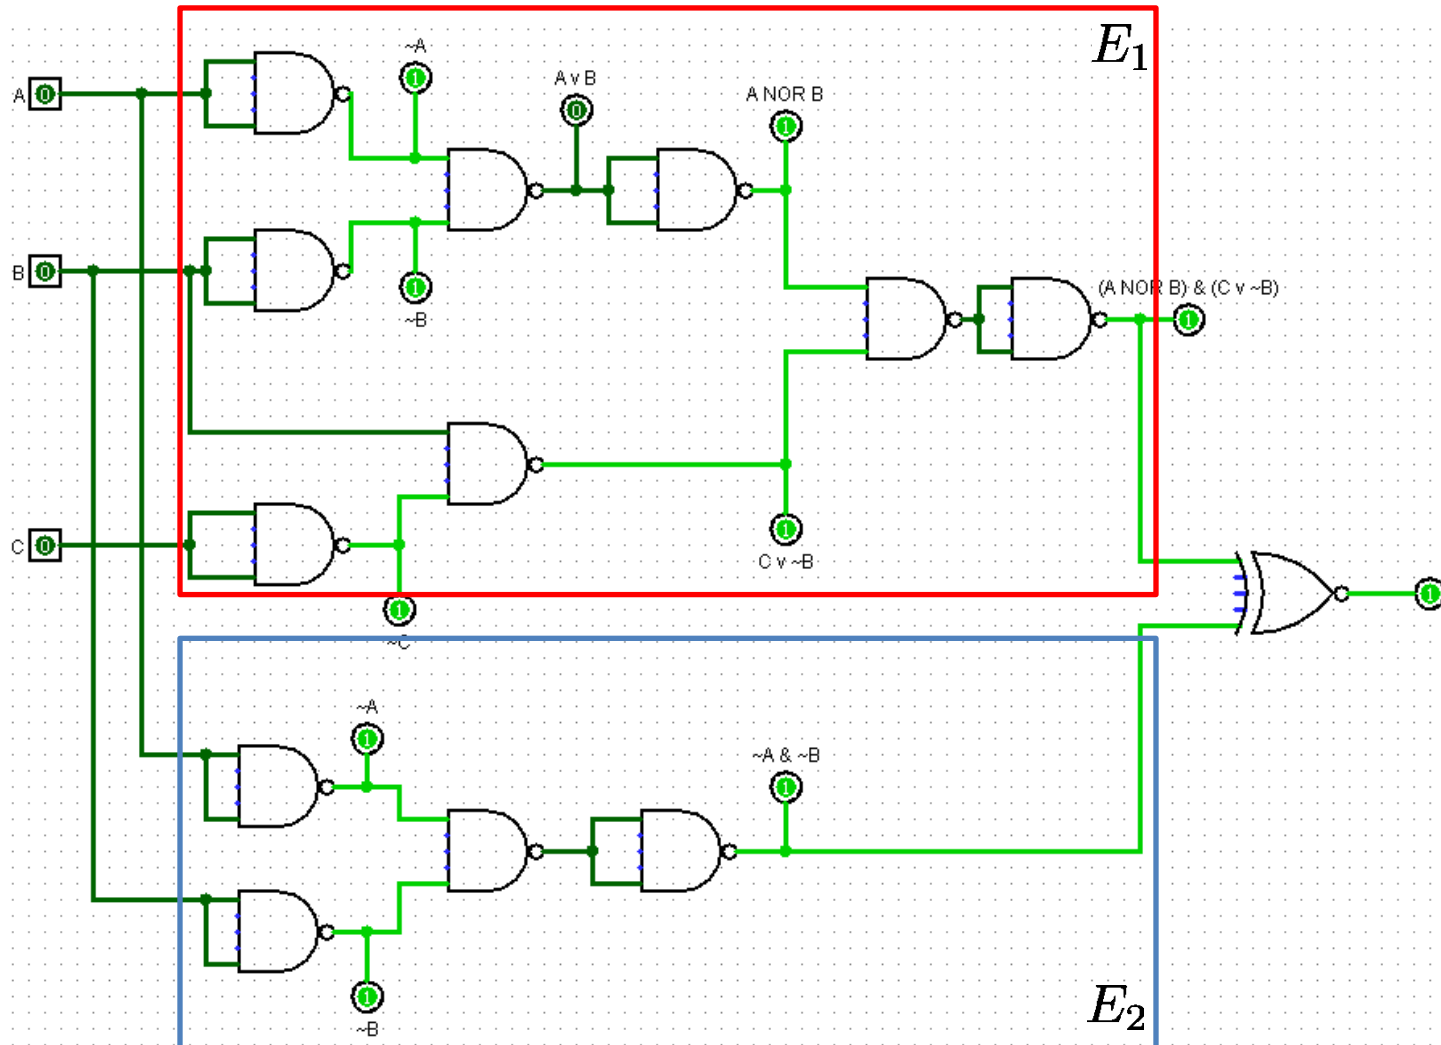 E1
~A
A v B
A NOR B
A 0
1
0
1
B 0
1
~B
(A NOR B) & (C v ~B)
1
C 0
1
C v ~B
1
~C
1
~A
1
~A & ~B
1
1
~B
E2